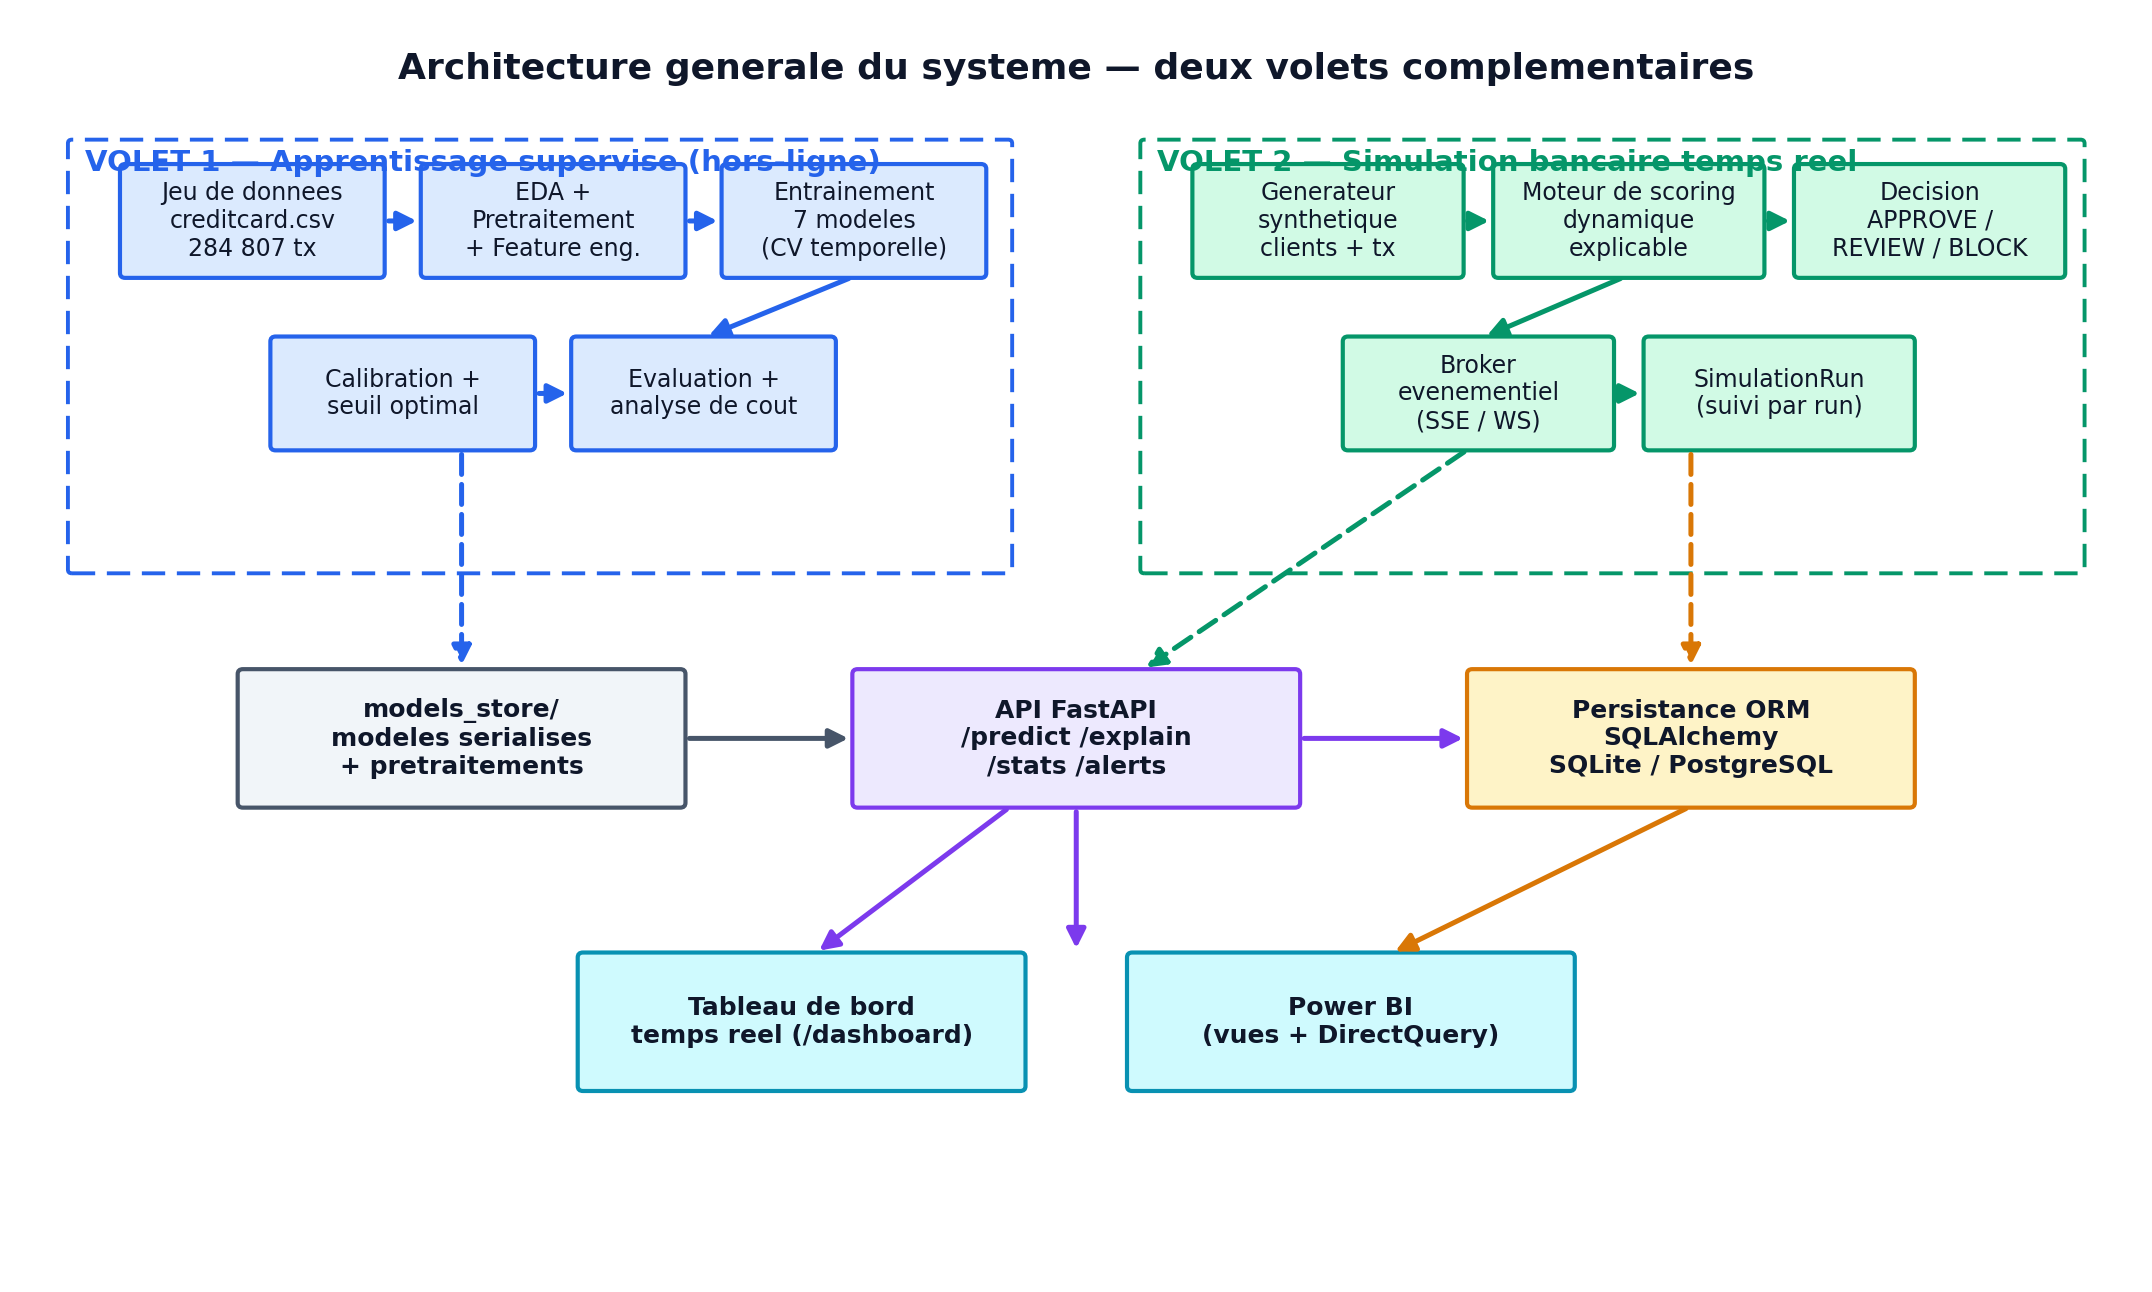 Architecture generale du systeme — deux volets complementaires
VOLET 1 — Apprentissage supervise (hors-ligne)
Jeu de donnees
creditcard.csv
284 807 tx
EDA +
Pretraitement
+ Feature eng.
Entrainement
7 modeles
(CV temporelle)
Calibration +
seuil optimal
Evaluation +
analyse de cout
VOLET 2 — Simulation bancaire temps reel
Generateur
synthetique
clients + tx
Moteur de scoring
dynamique
explicable
Decision
APPROVE /
REVIEW / BLOCK
Broker
evenementiel
(SSE / WS)
SimulationRun
(suivi par run)
models_store/
modeles serialises
+ pretraitements
API FastAPI
/predict /explain
/stats /alerts
Persistance ORM
SQLAlchemy
SQLite / PostgreSQL
Tableau de bord
temps reel (/dashboard)
Power BI
(vues + DirectQuery)